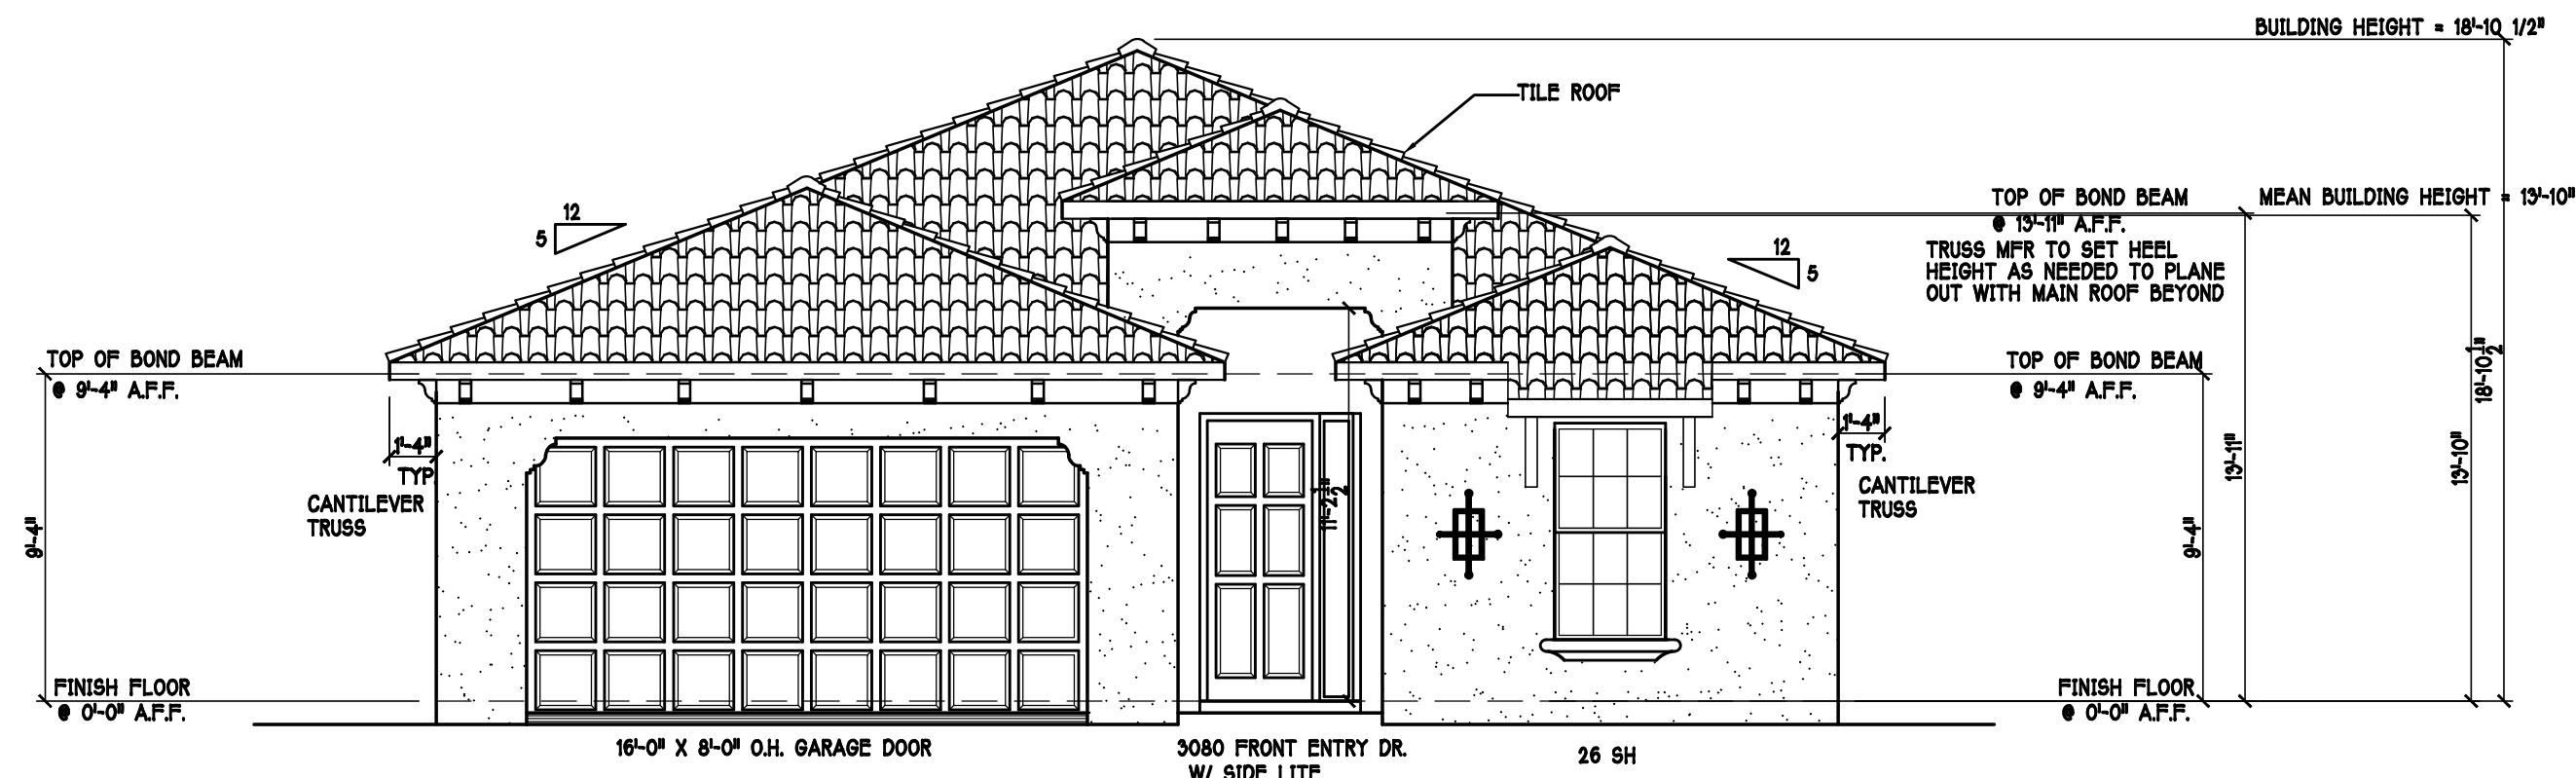 BUILDING HEIGHT = 18'-10 1/2"
TILE ROOF
12
5
TOP OF BOND BEAM
@ 13'-11" A.F.F.
TRUSS MFR TO SET HEEL
HEIGHT AS NEEDED TO PLANE
OUT WITH MAIN ROOF BEYOND
MEAN BUILDING HEIGHT = 13'-10"
12
5
TOP OF BOND BEAM
@ 9'-4" A.F.F.
TOP OF BOND BEAM
@ 9'-4" A.F.F.
1'-4"
TYP.
CANTILEVER
TRUSS
1'-4"
TYP.
CANTILEVER
TRUSS
9'-4"
11'-2 1/2"
9'-4"
13'-11"
13'-10"
18'-10 1/2"
FINISH FLOOR
@ 0'-0" A.F.F.
FINISH FLOOR
@ 0'-0" A.F.F.
16'-0" X 8'-0" O.H. GARAGE DOOR
3080 FRONT ENTRY DR.
W/ SIDE LITE
26 SH